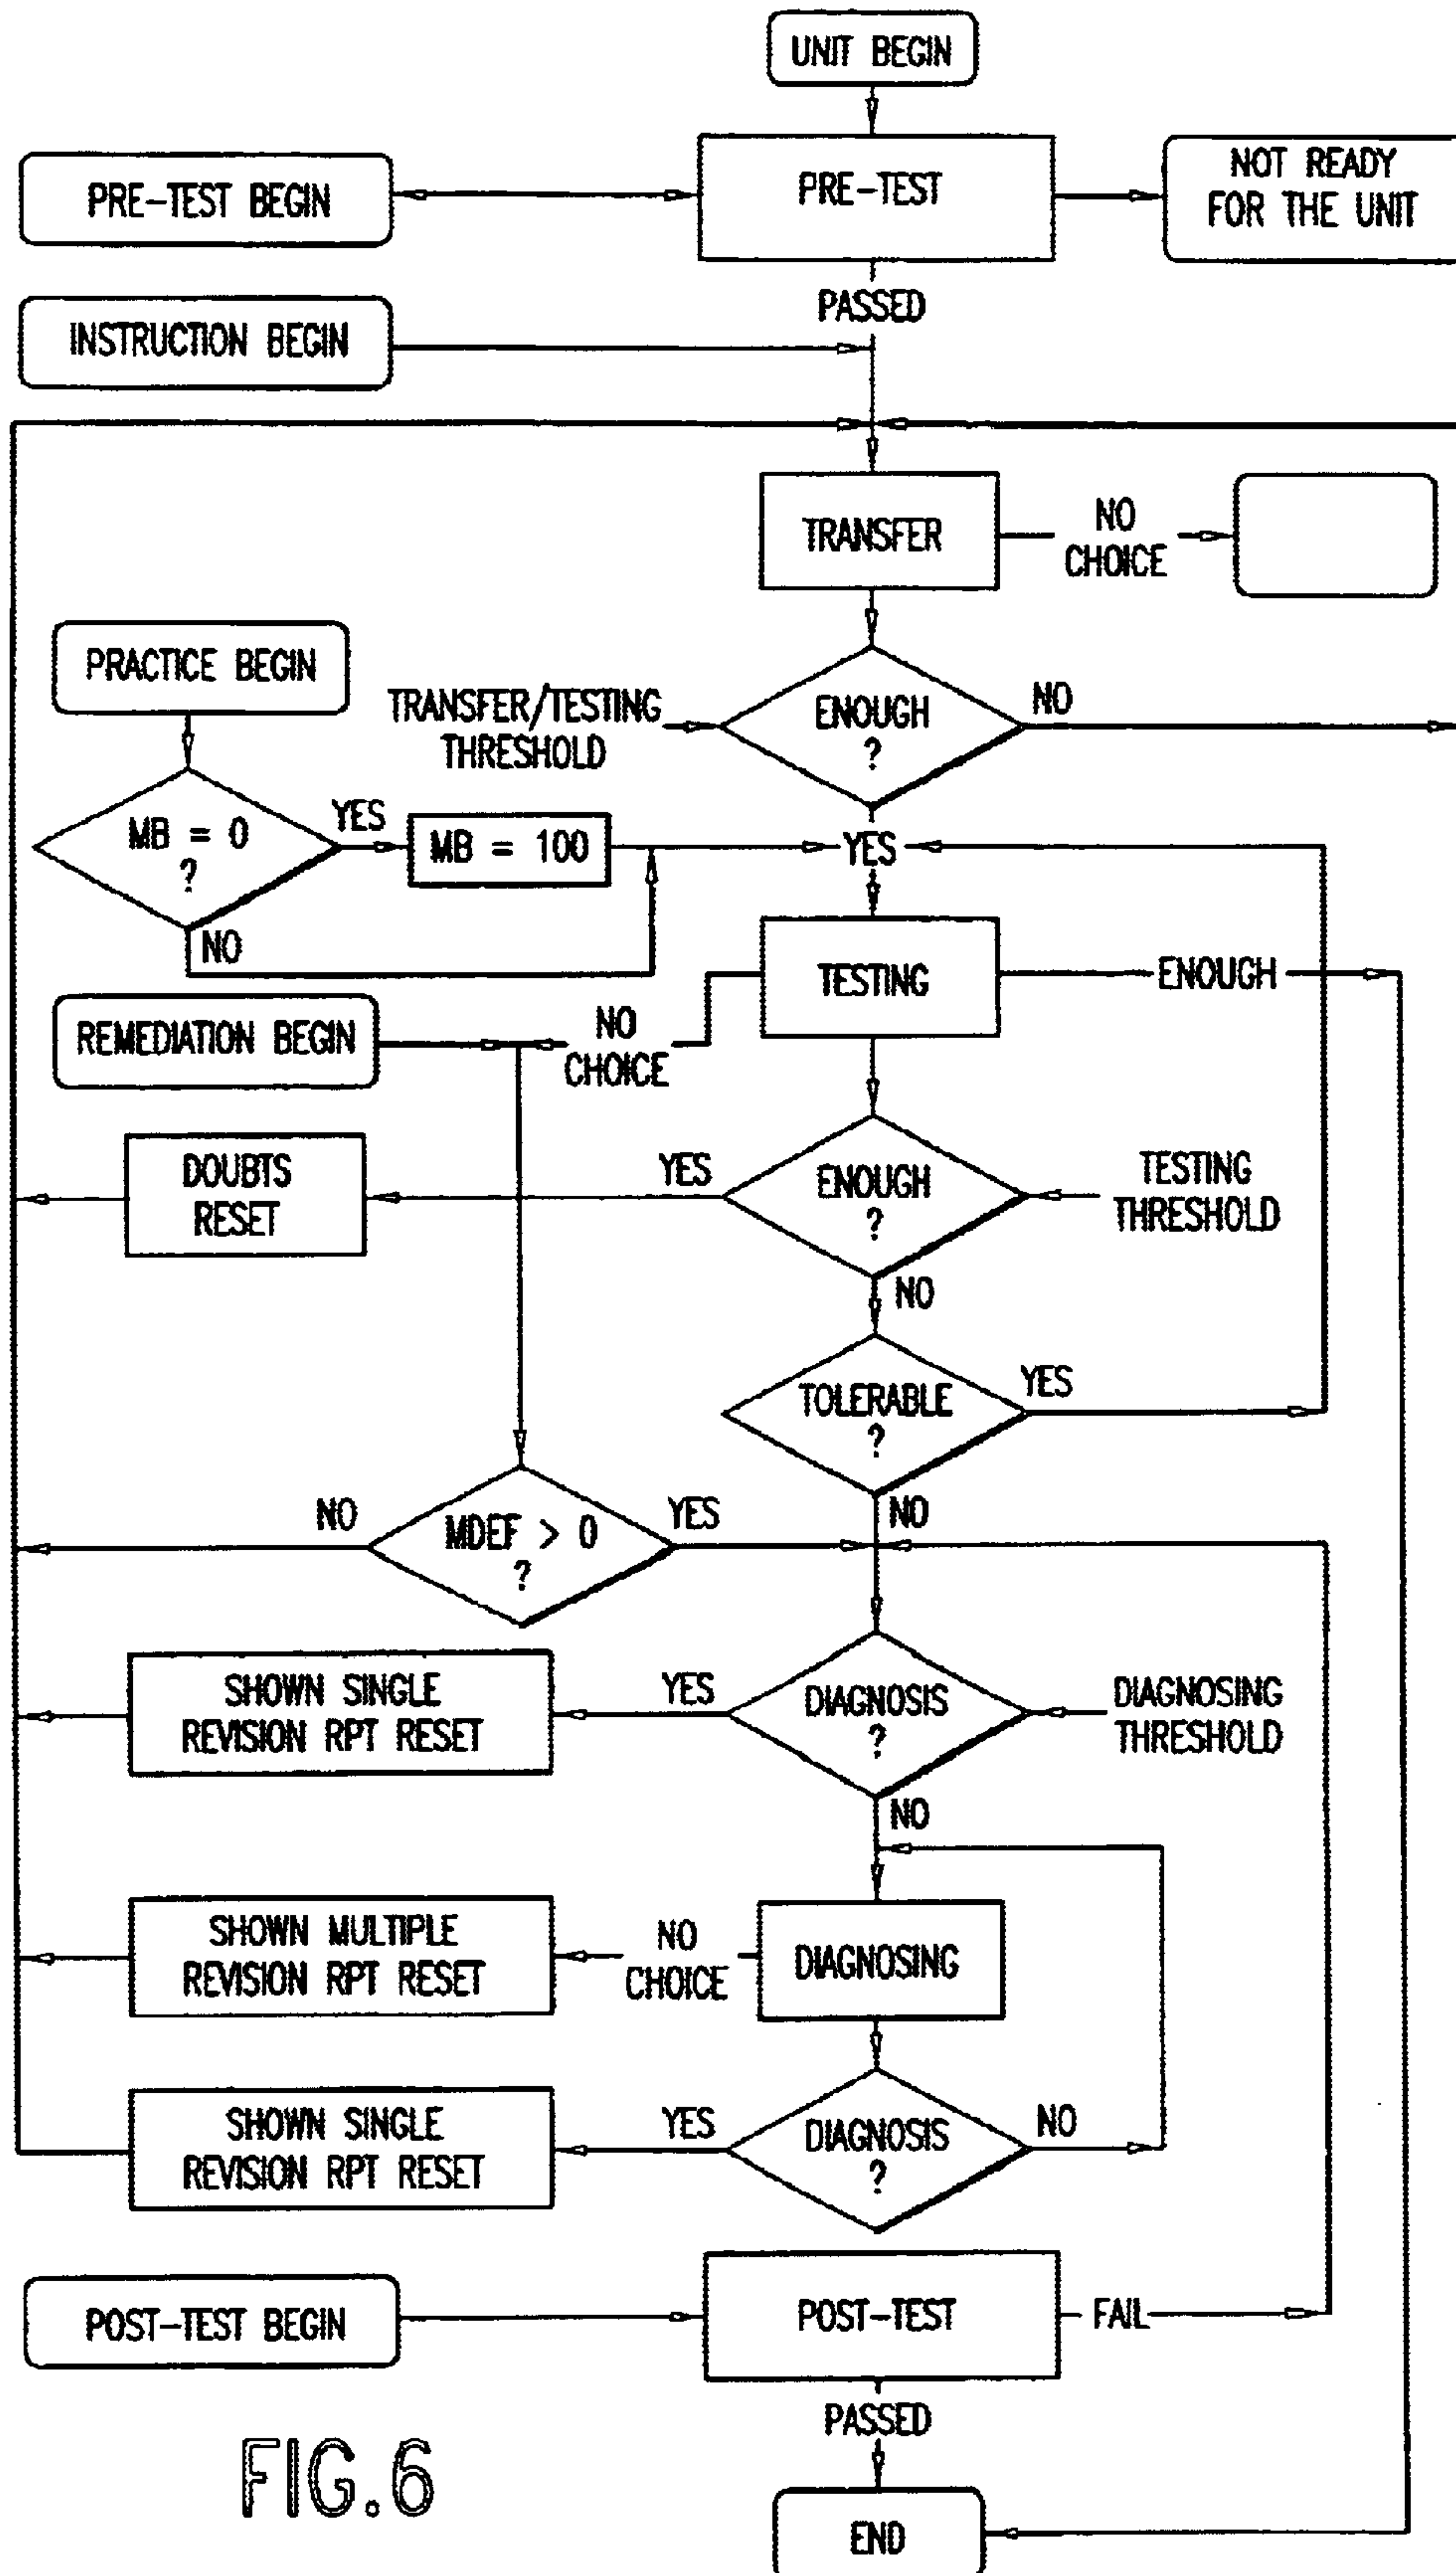 UNIT BEGIN
PRE-TEST BEGIN
PRE-TEST
NOT READY
FOR THE UNIT
PASSED
INSTRUCTION BEGIN
TRANSFER
NO
CHOICE
PRACTICE BEGIN
TRANSFER/TESTING
THRESHOLD
ENOUGH
?
NO
MB = 0
?
YES
MB = 100
YES
NO
TESTING
ENOUGH
REMEDIATION BEGIN
NO
CHOICE
DOUBTS
RESET
YES
ENOUGH
?
TESTING
THRESHOLD
NO
TOLERABLE
?
YES
NO
MDEF > 0
?
YES
NO
SHOWN SINGLE
REVISION RPT RESET
YES
DIAGNOSIS
?
DIAGNOSING
THRESHOLD
NO
SHOWN MULTIPLE
REVISION RPT RESET
NO
CHOICE
DIAGNOSING
SHOWN SINGLE
REVISION RPT RESET
YES
DIAGNOSIS
?
NO
POST-TEST BEGIN
POST-TEST
FAIL
PASSED
END
FIG.6